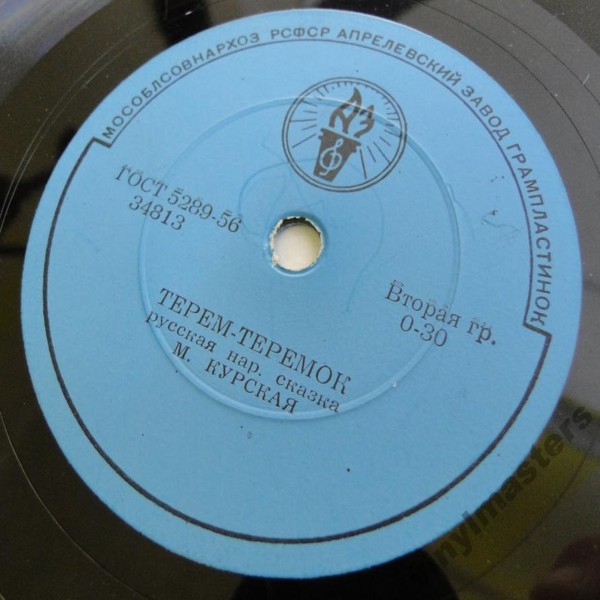 МОСОБЛСОВНАРХОЗ РСФСР АПРЕЛЕВСКИЙ ЗАВОД ГРАМПЛАСТИНОК
АЗ
ГОСТ 5289-56
34813
Вторая гр.
0-30
ТЕРЕМ-ТЕРЕМОК
русская нар. сказка
М. КУРСКАЯ
vinylmasters